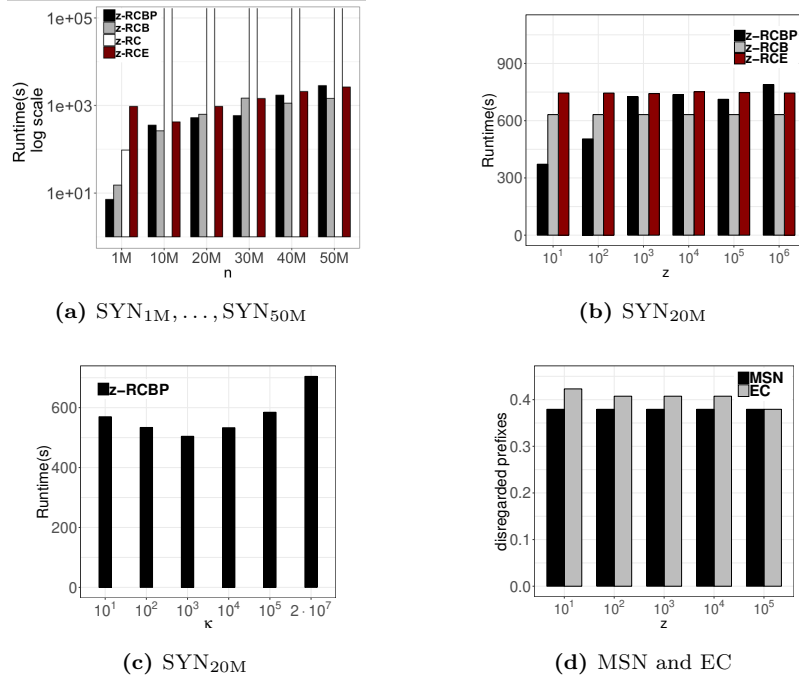 1e+05
1e+03
1e+01
Runtime(s)
log scale
z-RCBP
z-RCB
z-RC
z-RCE
1M 10M 20M 30M 40M 50M
n
(a) SYN1M, . . . , SYN50M
900
600
300
0
Runtime(s)
z-RCBP
z-RCB
z-RCE
10^1 10^2 10^3 10^4 10^5 10^6
z
(b) SYN20M
600
400
200
0
Runtime(s)
z-RCBP
10^1 10^2 10^3 10^4 10^5 2·10^7
κ
(c) SYN20M
0.4
0.3
0.2
0.1
0.0
disregarded prefixes
MSN
EC
10^1 10^2 10^3 10^4 10^5
z
(d) MSN and EC